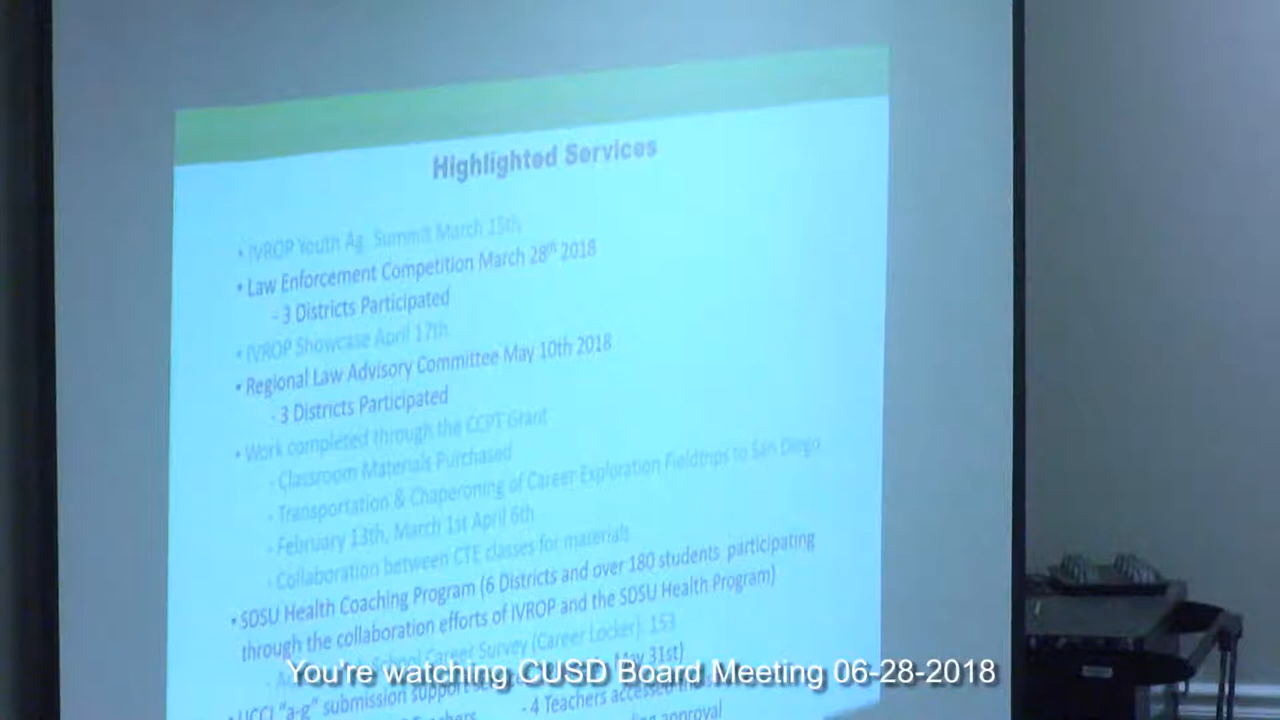 Highlighted Services
• IVROP Youth Ag. Summit March 15th
• Law Enforcement Competition March 28th 2018
- 3 Districts Participated
• IVROP Showcase April 17th
• Regional Law Advisory Committee May 10th 2018
- 3 Districts Participated
• Work completed through the CCPT Grant
- Classroom Materials Purchased
- Transportation & Chaperoning of Career Exploration Fieldtrips to San Diego
- February 13th, March 1st April 6th
- Collaboration between CTE classes for materials
• SDSU Health Coaching Program (6 Districts and over 180 students participating
through the collaboration efforts of IVROP and the SDSU Health Program)
Career Survey (Career Locker) 153
May 31st)
• UCCI "a-g" submission support
- 4 Teachers accessed
approval
You're watching CUSD Board Meeting 06-28-2018